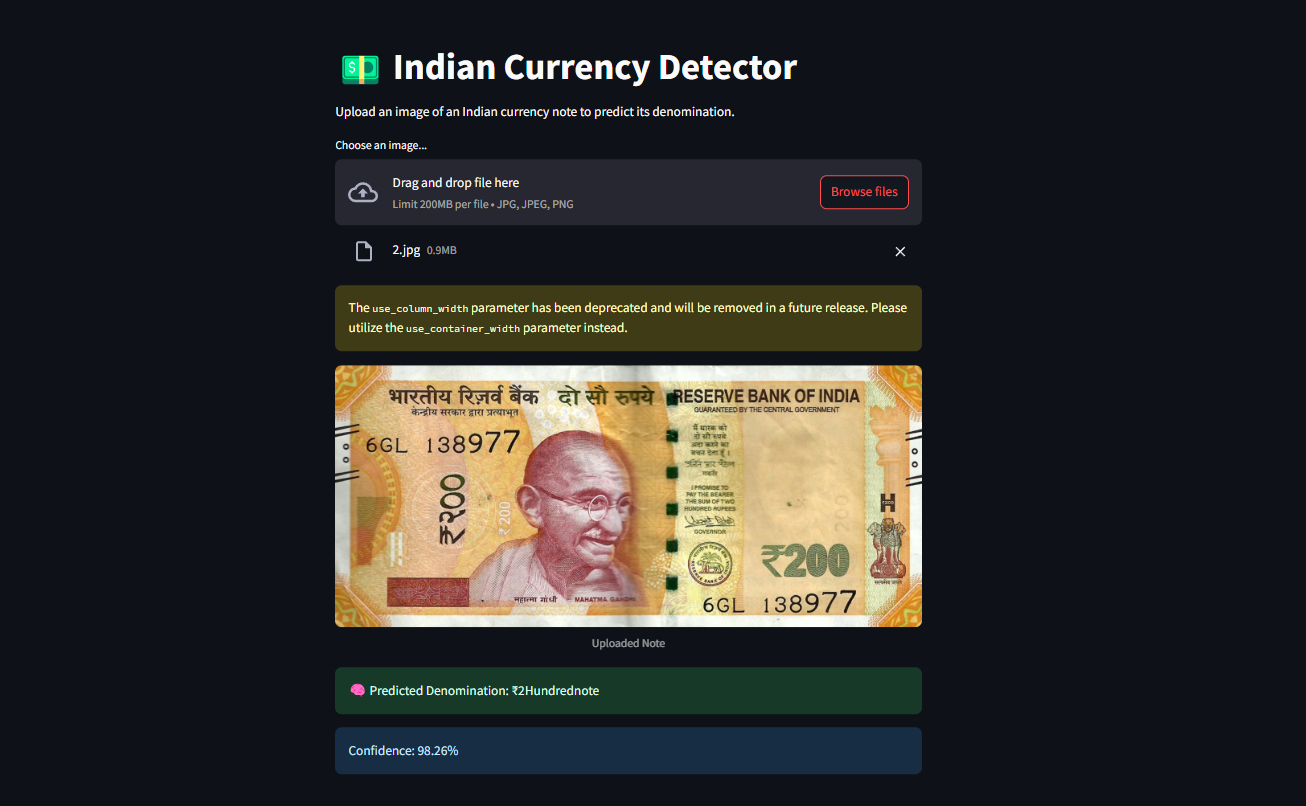 Indian Currency Detector
Upload an image of an Indian currency note to predict its denomination.
Choose an image...
Drag and drop file here
Limit 200MB per file • JPG, JPEG, PNG
Browse files
2.jpg 0.9MB
The use_column_width parameter has been deprecated and will be removed in a future release. Please
utilize the use_container_width parameter instead.
भारतीय रिज़र्व बैंक दो सौ रुपये RESERVE BANK OF INDIA
केन्द्रीय सरकार द्वारा प्रत्याभूत GUARANTEED BY THE CENTRAL GOVERNMENT
6GL 138977
मैं धारक को
दो सौ रुपये
अदा करने का
वचन देता हूँ ।
I PROMISE TO
PAY THE BEARER
THE SUM OF TWO
HUNDRED RUPEES
GOVERNOR
₹२००
₹ 200
₹200
₹200
सत्यमेव जयते
महात्मा गांधी MAHATMA GANDHI
6GL 138977
Uploaded Note
Predicted Denomination: ₹2Hundrednote
Confidence: 98.26%